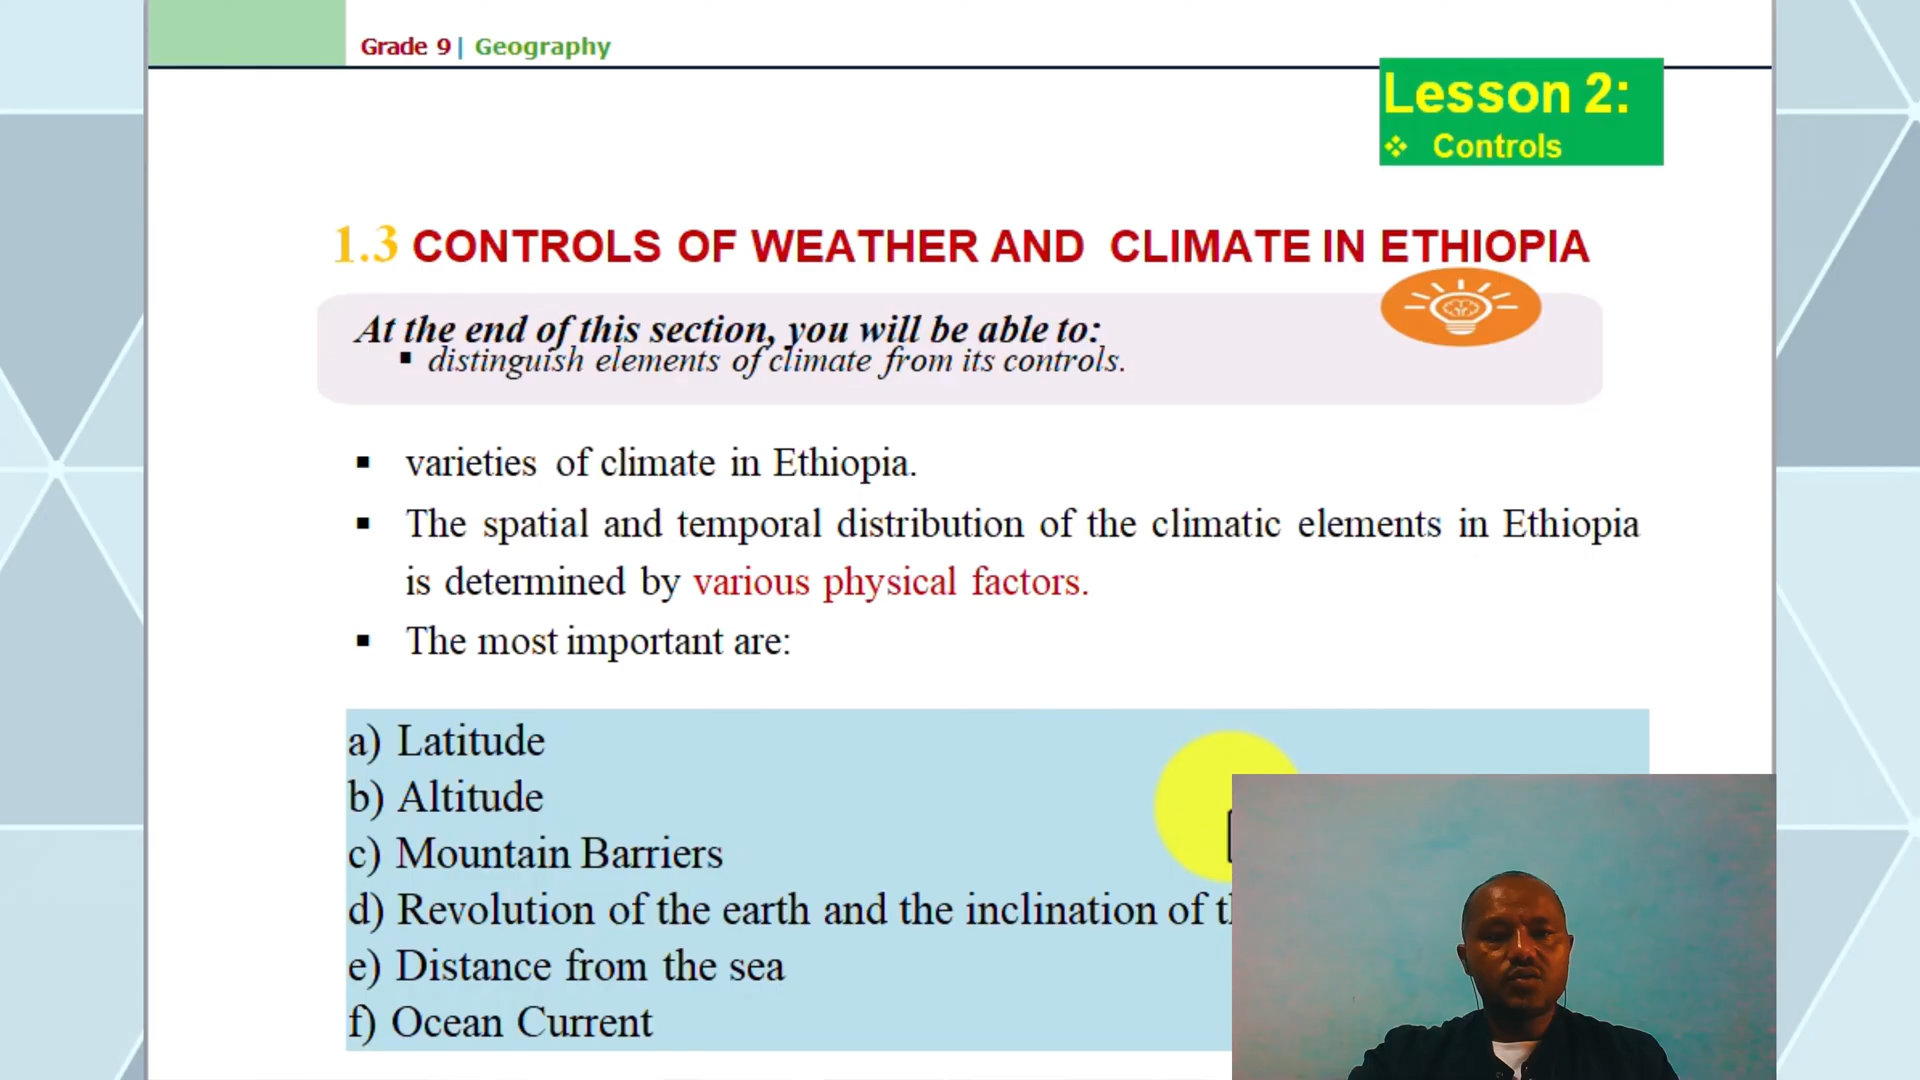 Grade 9| Geography
Lesson 2:
❖ Controls
1.3 CONTROLS OF WEATHER AND CLIMATE IN ETHIOPIA
At the end of this section, you will be able to:
▪ distinguish elements of climate from its controls.
▪ varieties of climate in Ethiopia.
▪ The spatial and temporal distribution of the climatic elements in Ethiopia
is determined by various physical factors.
▪ The most important are:
a) Latitude
b) Altitude
c) Mountain Barriers
d) Revolution of the earth and the inclination of
e) Distance from the sea
f) Ocean Current